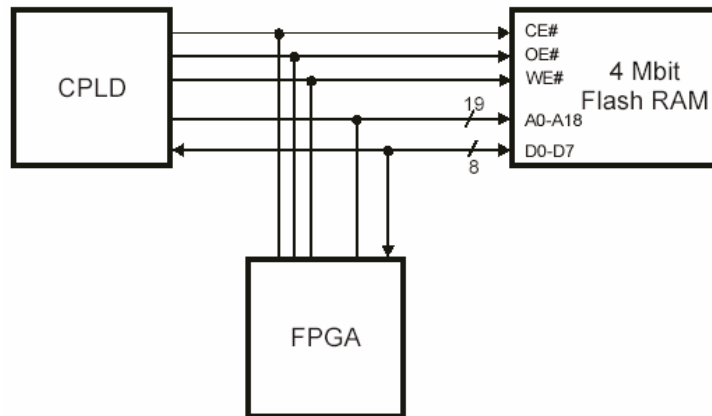 CPLD
CE#
OE#
WE#
19
A0-A18
D0-D7
8
4 Mbit
Flash RAM
FPGA